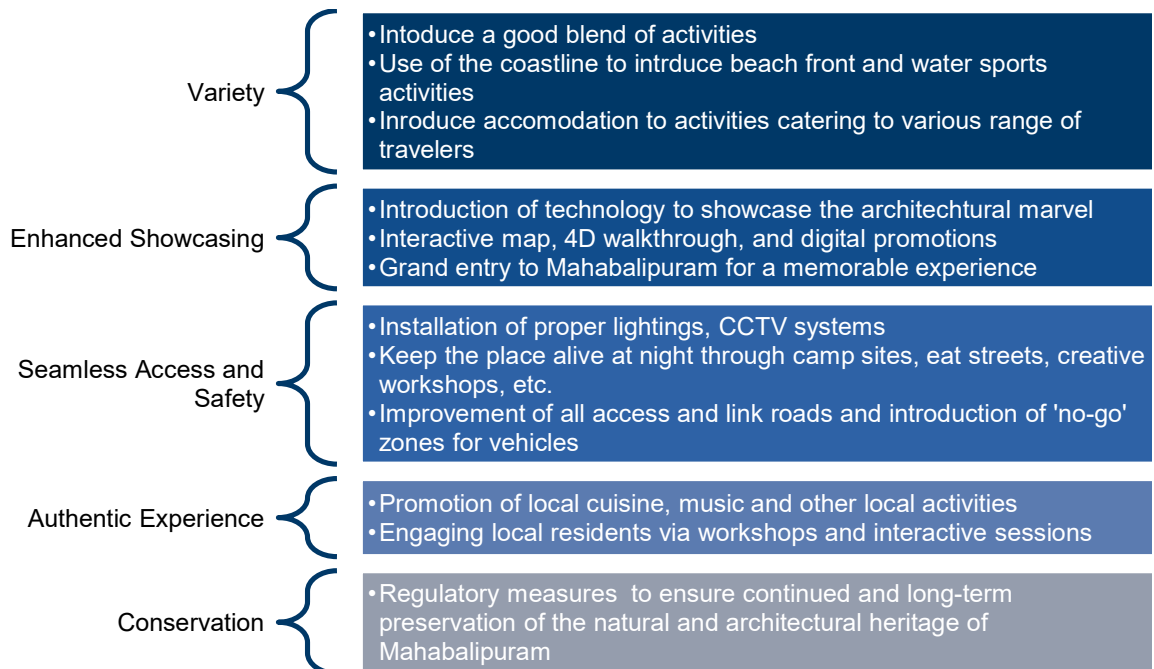 Variety
•Intoduce a good blend of activities
•Use of the coastline to intrduce beach front and water sports
activities
•Inroduce accomodation to activities catering to various range of
travelers
Enhanced Showcasing
•Introduction of technology to showcase the architechtural marvel
•Interactive map, 4D walkthrough, and digital promotions
•Grand entry to Mahabalipuram for a memorable experience
Seamless Access and
Safety
•Installation of proper lightings, CCTV systems
•Keep the place alive at night through camp sites, eat streets, creative
workshops, etc.
•Improvement of all access and link roads and introduction of 'no-go'
zones for vehicles
Authentic Experience
•Promotion of local cuisine, music and other local activities
•Engaging local residents via workshops and interactive sessions
Conservation
•Regulatory measures  to ensure continued and long-term
preservation of the natural and architectural heritage of
Mahabalipuram